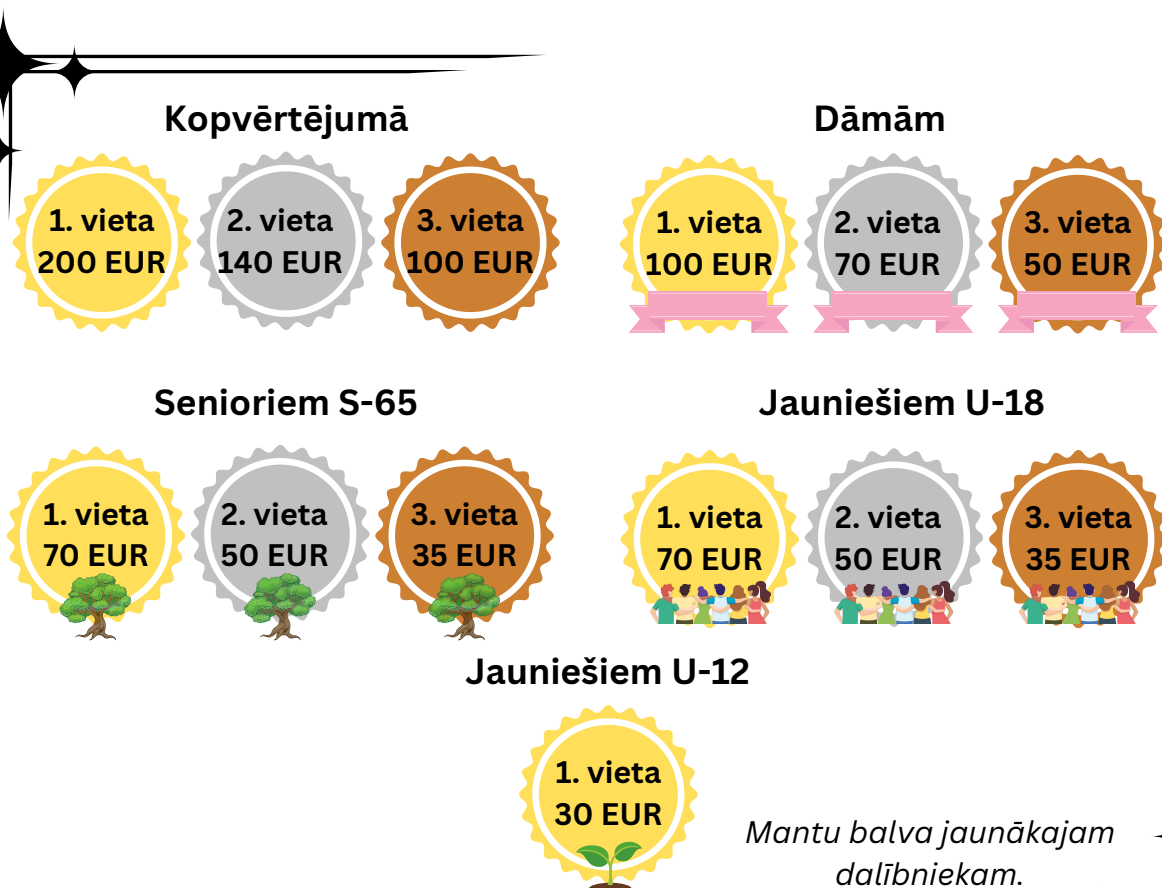 Kopvērtējumā
1. vieta
200 EUR
2. vieta
140 EUR
3. vieta
100 EUR
Dāmām
1. vieta
100 EUR
2. vieta
70 EUR
3. vieta
50 EUR
Senioriem S-65
1. vieta
70 EUR
2. vieta
50 EUR
3. vieta
35 EUR
Jauniešiem U-18
1. vieta
70 EUR
2. vieta
50 EUR
3. vieta
35 EUR
Jauniešiem U-12
1. vieta
30 EUR
Mantu balva jaunākajam
dalībniekam.